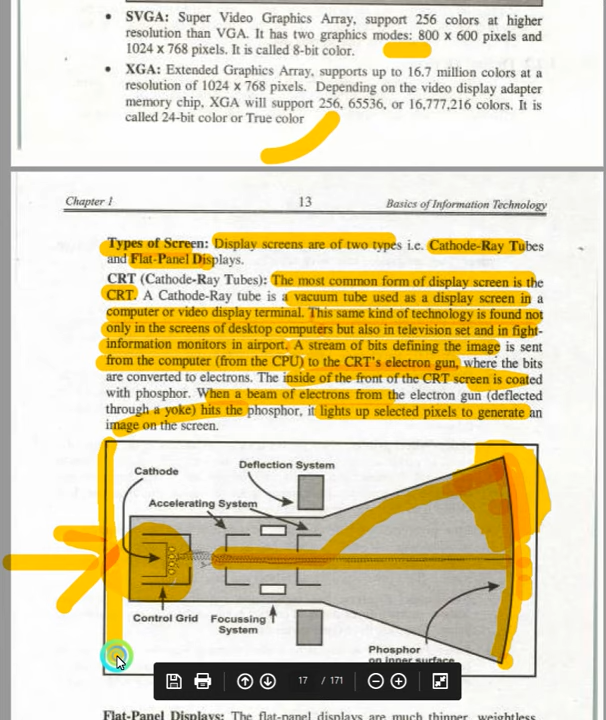 • SVGA: Super Video Graphics Array, support 256 colors at higher
resolution than VGA. It has two graphics modes: 800 x 600 pixels and
1024 x 768 pixels. It is called 8-bit color.
• XGA: Extended Graphics Array, supports up to 16.7 million colors at a
resolution of 1024 x 768 pixels. Depending on the video display adapter
memory chip, XGA will support 256, 65536, or 16,777,216 colors. It is
called 24-bit color or True color
Chapter 1 13 Basics of Information Technology
Types of Screen: Display screens are of two types i.e. Cathode-Ray Tubes
and Flat-Panel Displays.
CRT (Cathode-Ray Tubes): The most common form of display screen is the
CRT. A Cathode-Ray tube is a vacuum tube used as a display screen in a
computer or video display terminal. This same kind of technology is found not
only in the screens of desktop computers but also in television set and in fight-
information monitors in airport. A stream of bits defining the image is sent
from the computer (from the CPU) to the CRT's electron gun, where the bits
are converted to electrons. The inside of the front of the CRT screen is coated
with phosphor. When a beam of electrons from the electron gun (deflected
through a yoke) hits the phosphor, it lights up selected pixels to generate an
image on the screen.
Deflection System
Cathode
Accelerating System
Control Grid
Focussing
System
Phosphor
on inner surface
17 / 171
Flat-Panel Displays: The flat-panel displays are much thinner, weightless